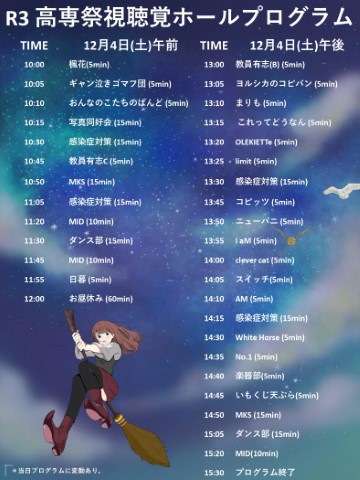 R3 高専祭視聴覚ホールプログラム
TIME 12月4日(土)午前
10:00 楓花(5min)
10:05 ギャン泣きゴマフ団 (5min)
10:10 おんなのこたちのばんど (5min)
10:15 写真同好会 (15min)
10:30 感染症対策 (15min)
10:45 教員有志C (5min)
10:50 MKS (15min)
11:05 感染症対策 (15min)
11:20 MID (10min)
11:30 ダンス部 (15min)
11:45 MID (10min)
11:55 日暮 (5min)
12:00 お昼休み (60min)
TIME 12月4日(土)午後
13:00 教員有志(B) (5min)
13:05 ヨルシカのコピバン (5min)
13:10 まりも (5min)
13:15 これってどうなん (5min)
13:20 OLEKIETTe (5min)
13:25 limit (5min)
13:30 感染症対策 (15min)
13:45 コピッツ (5min)
13:50 ニューバニ (5min)
13:55 I aM (5min)
14:00 clever cat (5min)
14:05 スイッチ(5min)
14:10 AM (5min)
14:15 感染症対策 (15min)
14:30 White Horse (5min)
14:35 No.1 (5min)
14:40 楽器部(5min)
14:45 いもくじ天ぷら(5min)
14:50 MKS (15min)
15:05 ダンス部 (15min)
15:20 MID(10min)
15:30 プログラム終了
＊当日プログラムに変動あり。